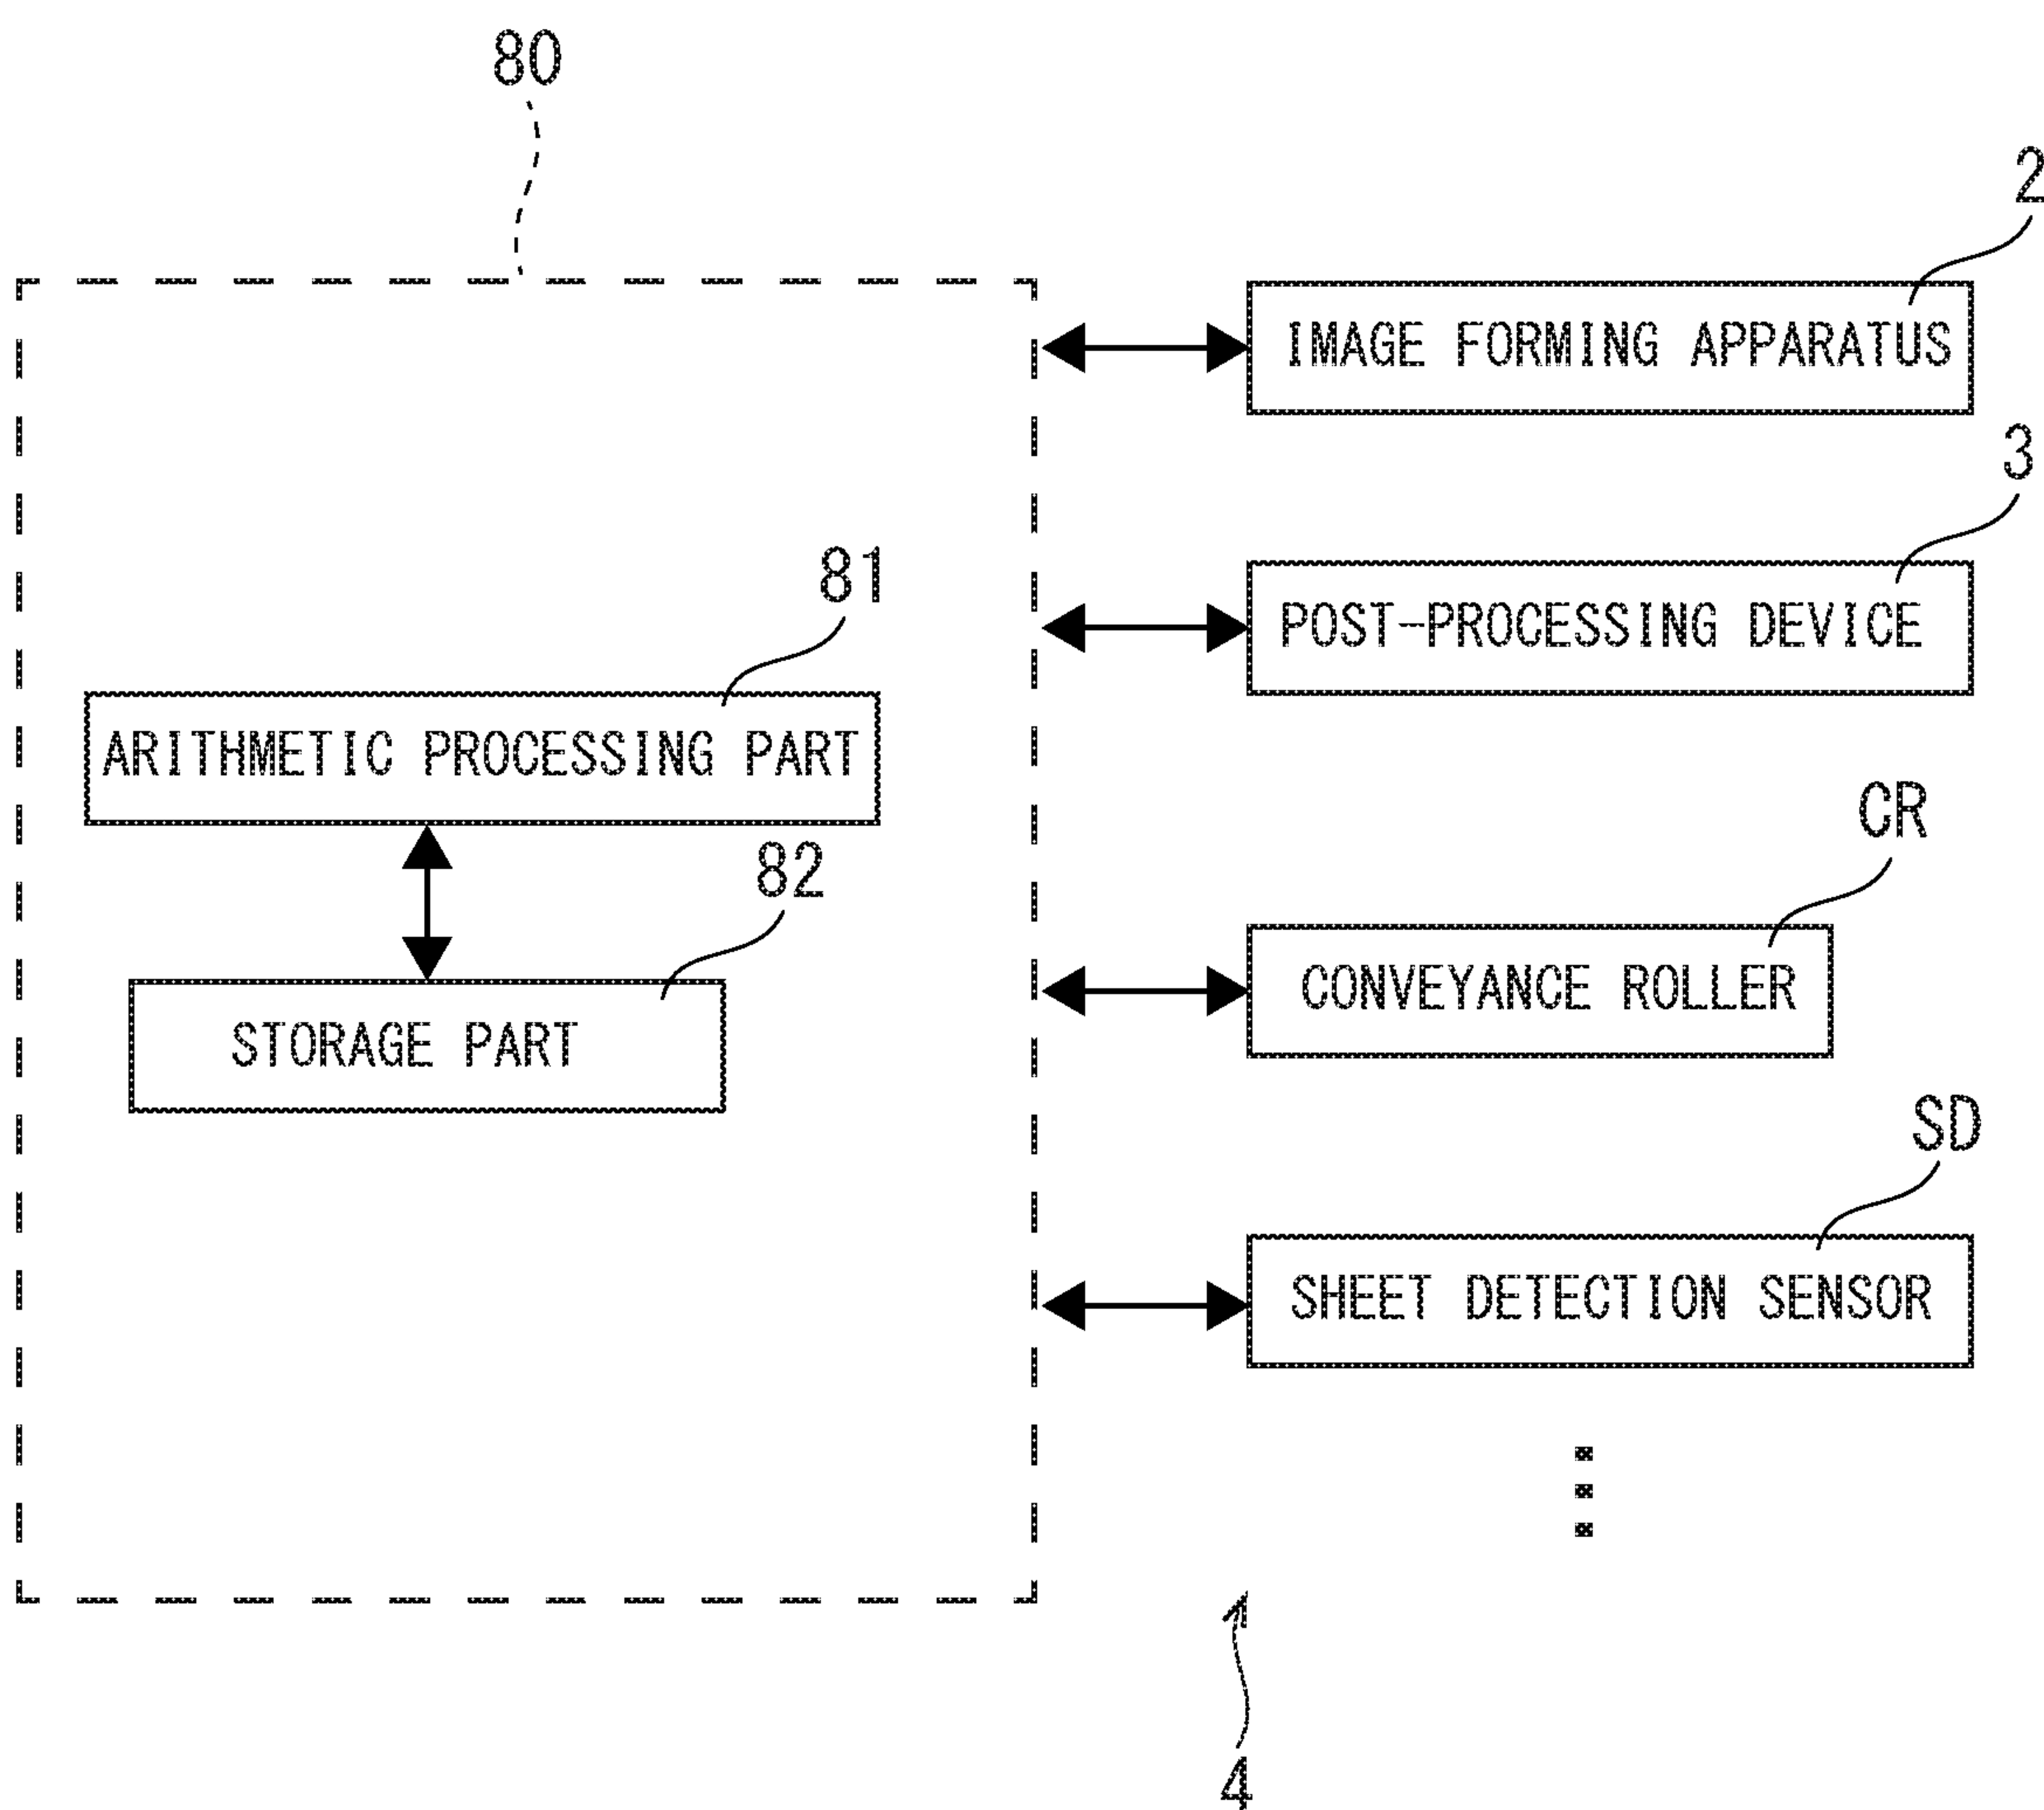 80
2
IMAGE FORMING APPARATUS
3
POST-PROCESSING DEVICE
81
ARITHMETIC PROCESSING PART
CR
82
CONVEYANCE ROLLER
STORAGE PART
SD
SHEET DETECTION SENSOR
4